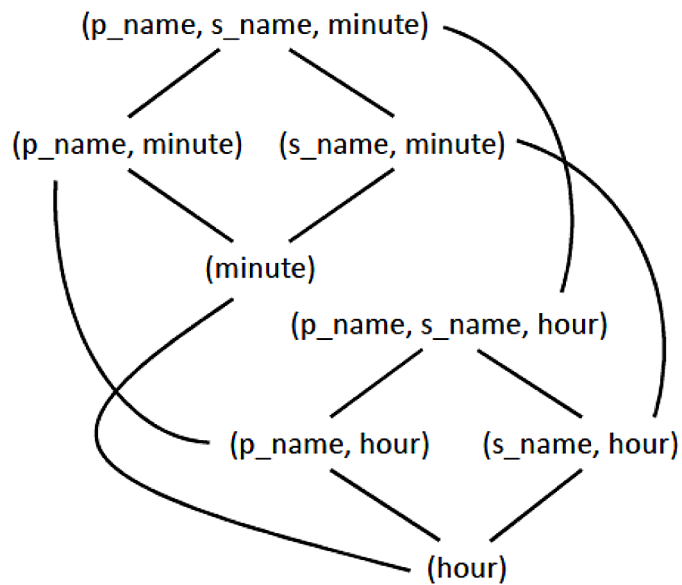 (p_name, s_name, minute)
(p_name, minute) (s_name, minute)
(minute)
(p_name, s_name, hour)
(p_name, hour) (s_name, hour)
(hour)